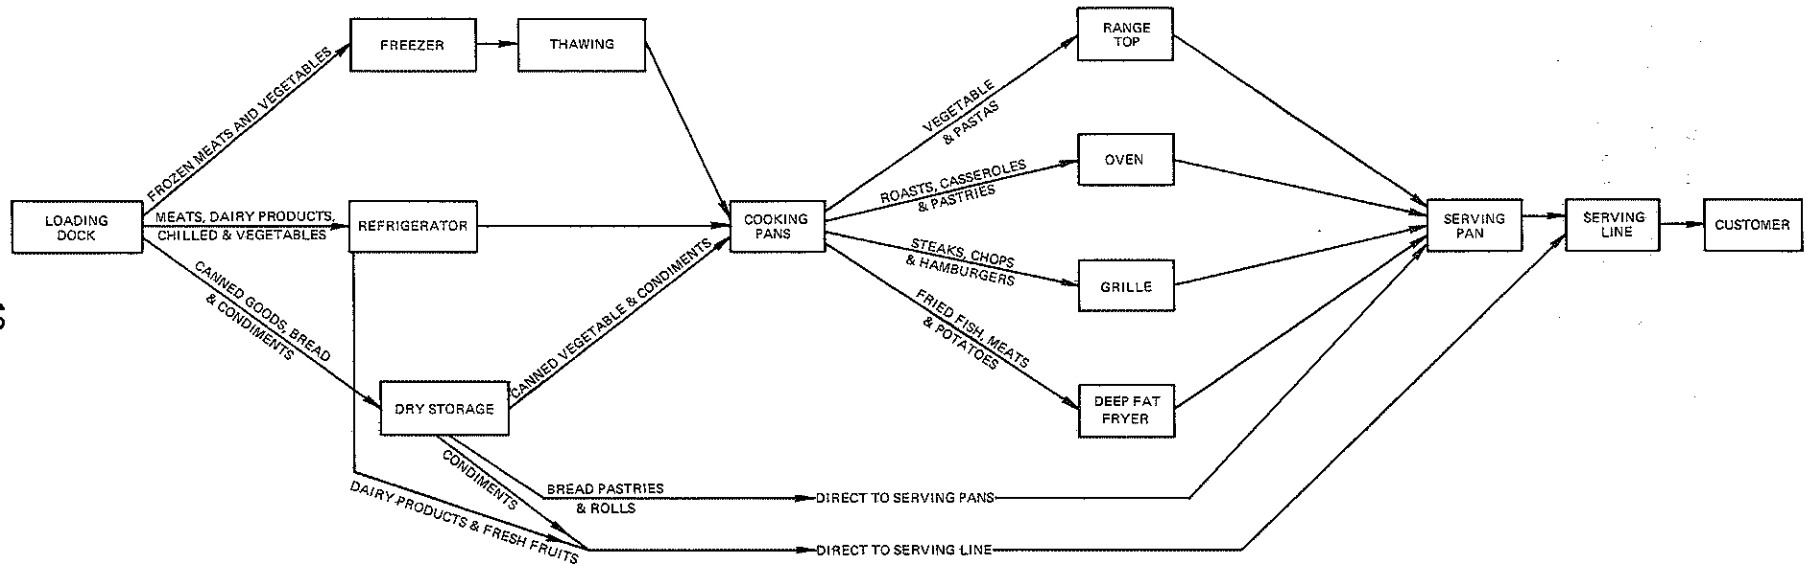 FREEZER
THAWING
RANGE
TOP
FROZEN MEATS AND VEGETABLES
VEGETABLE
& PASTAS
OVEN
ROASTS, CASSEROLES
& PASTRIES
LOADING
DOCK
MEATS, DAIRY PRODUCTS,
CHILLED & VEGETABLES
REFRIGERATOR
COOKING
PANS
SERVING
PAN
SERVING
LINE
CUSTOMER
STEAKS, CHOPS
& HAMBURGERS
GRILLE
CANNED GOODS, BREAD
& CONDIMENTS
CANNED VEGETABLE & CONDIMENTS
FRIED FISH, MEATS
& POTATOES
DRY STORAGE
DEEP FAT
FRYER
CONDIMENTS
BREAD PASTRIES
& ROLLS
DIRECT TO SERVING PANS
DAIRY PRODUCTS & FRESH FRUITS
DIRECT TO SERVING LINE